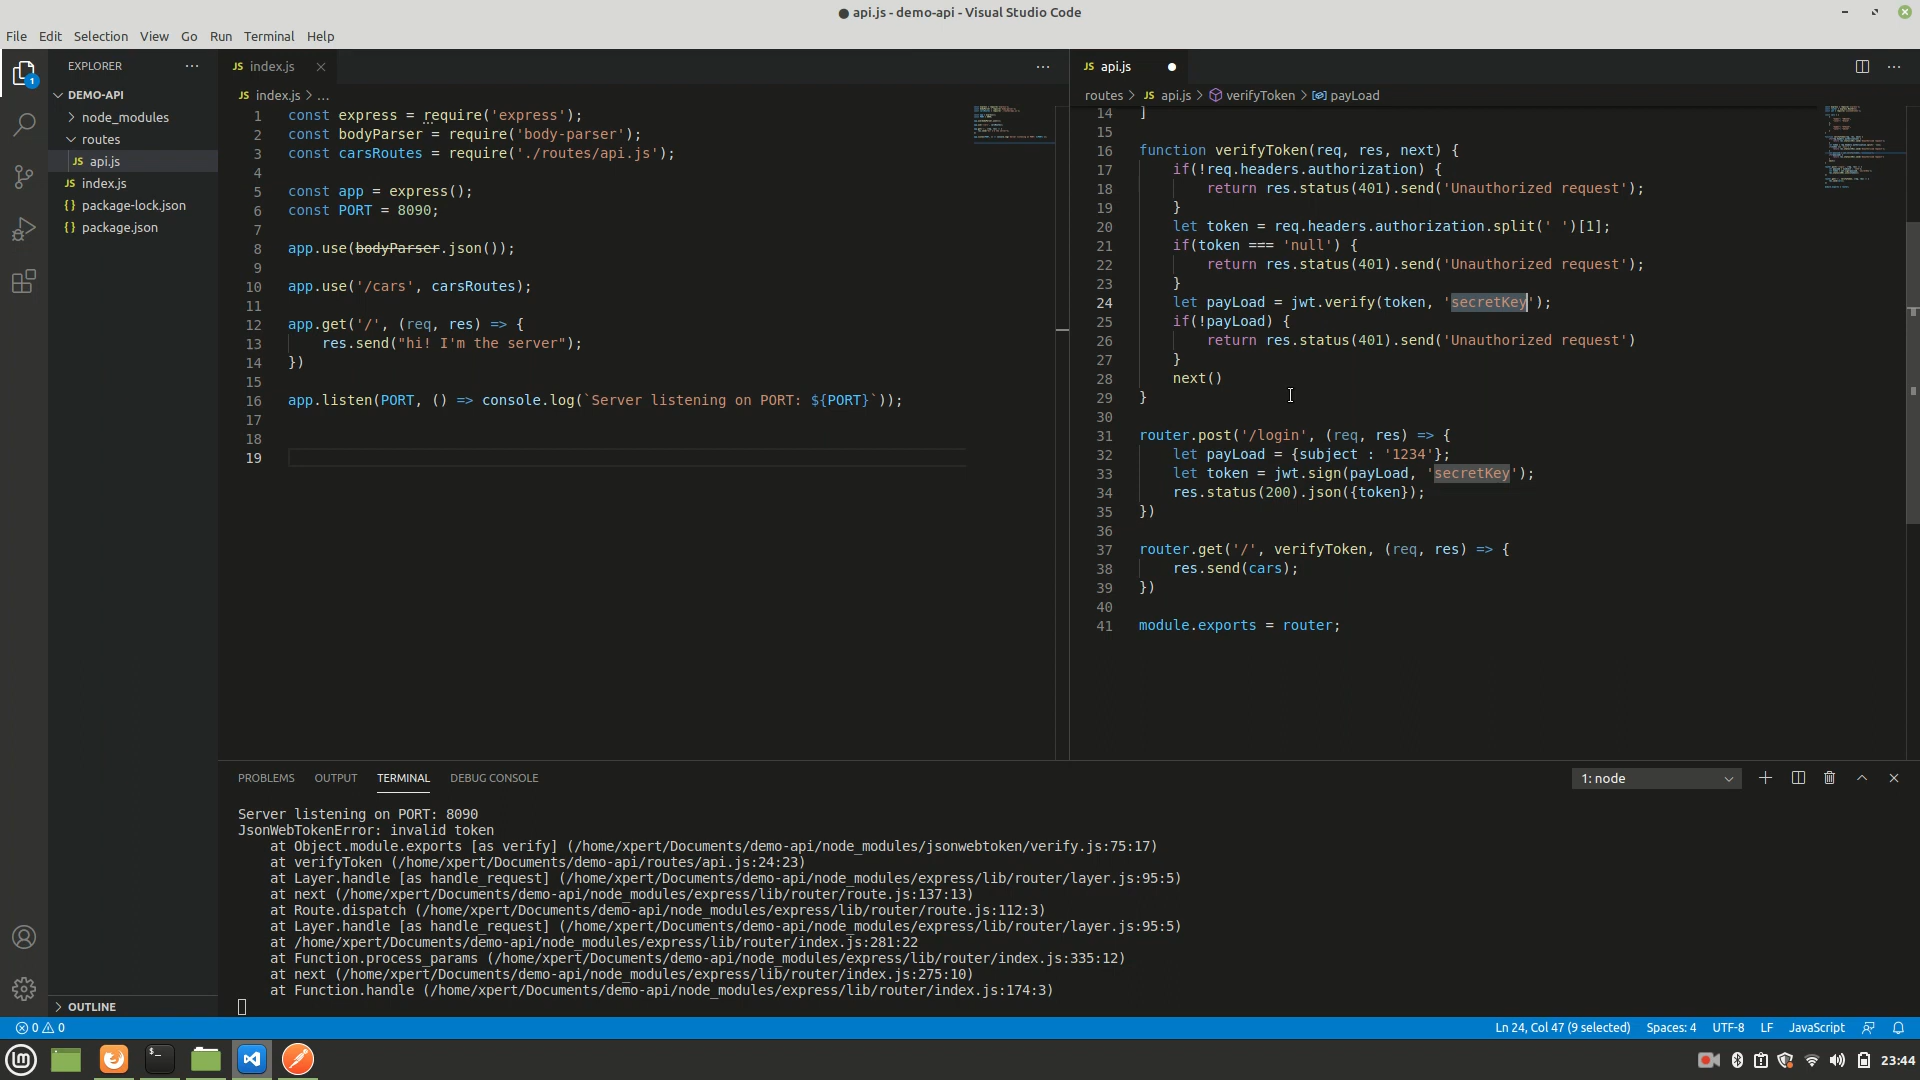 ● api.js - demo-api - Visual Studio Code
File Edit Selection View Go Run Terminal Help
EXPLORER
DEMO-API
node_modules
routes
JS api.js
JS index.js
{} package-lock.json
{} package.json
OUTLINE
JS index.js
JS index.js > ...
1 const express = require('express');
2 const bodyParser = require('body-parser');
3 const carsRoutes = require('./routes/api.js');
4
5 const app = express();
6 const PORT = 8090;
7
8 app.use(bodyParser.json());
9
10 app.use('/cars', carsRoutes);
11
12 app.get('/', (req, res) => {
13 res.send("hi! I'm the server");
14 })
15
16 app.listen(PORT, () => console.log(`Server listening on PORT: ${PORT}`));
17
18
19
JS api.js
routes > JS api.js > verifyToken > payLoad
14 ]
15
16 function verifyToken(req, res, next) {
17 if(!req.headers.authorization) {
18 return res.status(401).send('Unauthorized request');
19 }
20 let token = req.headers.authorization.split(' ')[1];
21 if(token === 'null') {
22 return res.status(401).send('Unauthorized request');
23 }
24 let payLoad = jwt.verify(token, 'secretKey');
25 if(!payLoad) {
26 return res.status(401).send('Unauthorized request')
27 }
28 next()
29 }
30
31 router.post('/login', (req, res) => {
32 let payLoad = {subject : '1234'};
33 let token = jwt.sign(payLoad, 'secretKey');
34 res.status(200).json({token});
35 })
36
37 router.get('/', verifyToken, (req, res) => {
38 res.send(cars);
39 })
40
41 module.exports = router;
PROBLEMS OUTPUT TERMINAL DEBUG CONSOLE
1: node
Server listening on PORT: 8090
JsonWebTokenError: invalid token
at Object.module.exports [as verify] (/home/xpert/Documents/demo-api/node_modules/jsonwebtoken/verify.js:75:17)
at verifyToken (/home/xpert/Documents/demo-api/routes/api.js:24:23)
at Layer.handle [as handle_request] (/home/xpert/Documents/demo-api/node_modules/express/lib/router/layer.js:95:5)
at next (/home/xpert/Documents/demo-api/node_modules/express/lib/router/route.js:137:13)
at Route.dispatch (/home/xpert/Documents/demo-api/node_modules/express/lib/router/route.js:112:3)
at Layer.handle [as handle_request] (/home/xpert/Documents/demo-api/node_modules/express/lib/router/layer.js:95:5)
at /home/xpert/Documents/demo-api/node_modules/express/lib/router/index.js:281:22
at Function.process_params (/home/xpert/Documents/demo-api/node_modules/express/lib/router/index.js:335:12)
at next (/home/xpert/Documents/demo-api/node_modules/express/lib/router/index.js:275:10)
at Function.handle (/home/xpert/Documents/demo-api/node_modules/express/lib/router/index.js:174:3)
0 0
Ln 24, Col 47 (9 selected) Spaces: 4 UTF-8 LF JavaScript
23:44